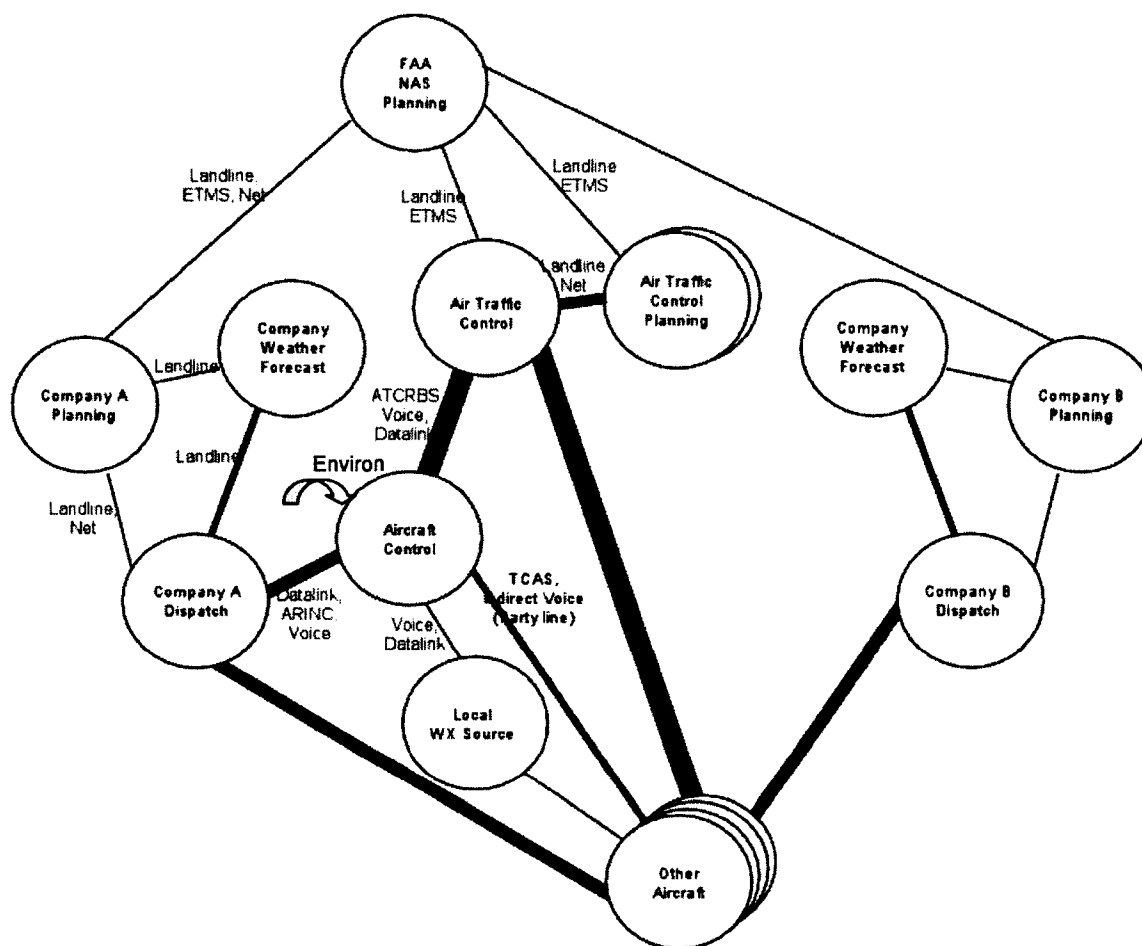 FAA
NAS
Planning
Landline,
ETMS, Net
Landline
ETMS
Landline
ETMS
Landline
Net
Air Traffic
Control
Air Traffic
Control
Planning
Company
Weather
Forecast
Company
Weather
Forecast
Landline
Company A
Planning
Company B
Planning
ATCRBS
Voice,
Datalink
Landline
Environ
Landline,
Net
Aircraft
Control
Company A
Dispatch
Datalink,
ARINC,
Voice
TCAS,
Indirect Voice
(Party line)
Company B
Dispatch
Voice,
Datalink
Local
WX Source
Other
Aircraft